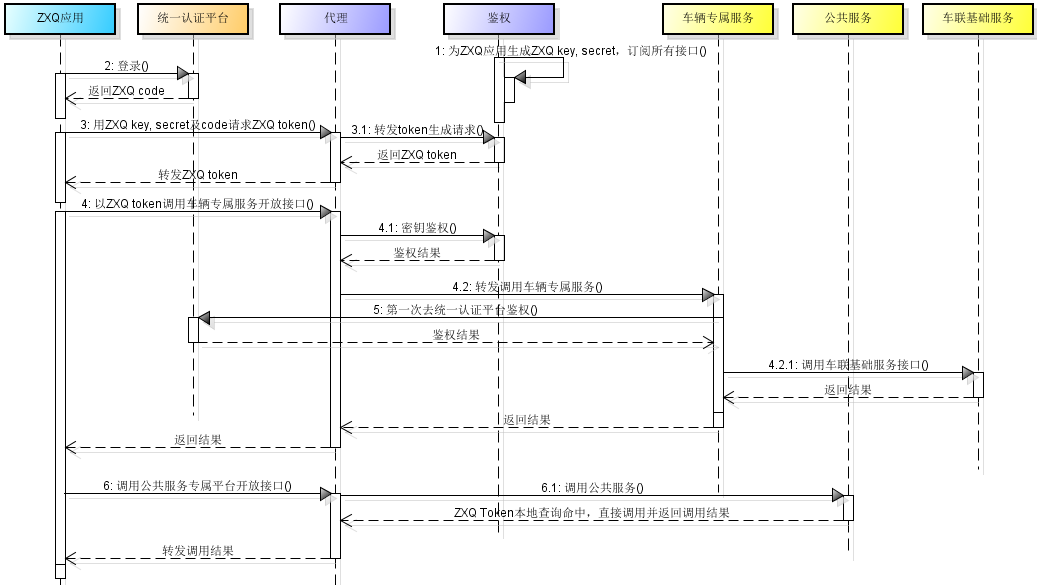 ZXQ应用
统一认证平台
代理
鉴权
车辆专属服务
公共服务
车联基础服务
1: 为ZXQ应用生成ZXQ key, secret，订阅所有接口()
2: 登录()
返回ZXQ code
3: 用ZXQ key, secret及code请求ZXQ token()
3.1: 转发token生成请求()
返回ZXQ token
转发ZXQ token
4: 以ZXQ token调用车辆专属服务开放接口()
4.1: 密钥鉴权()
鉴权结果
4.2: 转发调用车辆专属服务()
5: 第一次去统一认证平台鉴权()
鉴权结果
4.2.1: 调用车联基础服务接口()
返回结果
返回结果
返回结果
6: 调用公共服务专属平台开放接口()
6.1: 调用公共服务()
ZXQ Token本地查询命中，直接调用并返回调用结果
转发调用结果